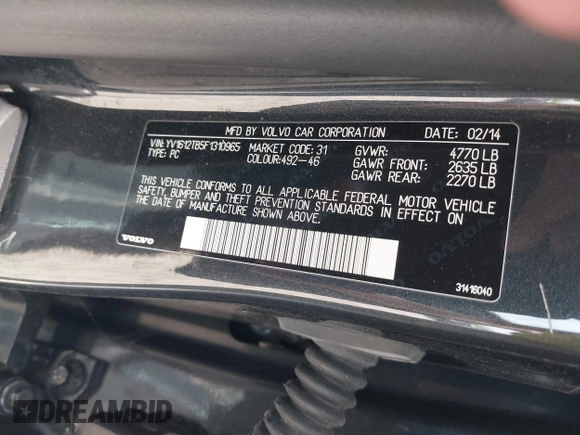 MFD BY VOLVO CAR CORPORATION DATE: 02/14
VIN: YV1612TB5F1310965 MARKET CODE: 31 GVWR: 4770 LB
TYPE: PC COLOUR:492-46 GAWR FRONT: 2635 LB
GAWR REAR: 2270 LB
THIS VEHICLE CONFORMS TO ALL APPLICABLE FEDERAL MOTOR VEHICLE
SAFETY, BUMPER AND THEFT PREVENTION STANDARDS IN EFFECT ON
THE DATE OF MANUFACTURE SHOWN ABOVE.
VOLVO
31416040
DREAMBID